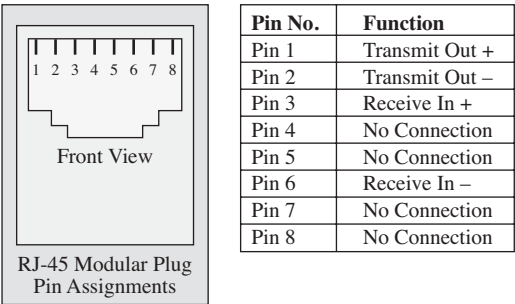 1 2 3 4 5 6 7 8
Front View
RJ-45 Modular Plug
Pin Assignments
Pin No. Function
Pin 1 Transmit Out +
Pin 2 Transmit Out –
Pin 3 Receive In +
Pin 4 No Connection
Pin 5 No Connection
Pin 6 Receive In –
Pin 7 No Connection
Pin 8 No Connection